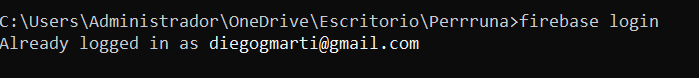 C:\Users\Administrador\OneDrive\Escritorio\Perrruna>firebase login
Already logged in as diegogmarti@gmail.com